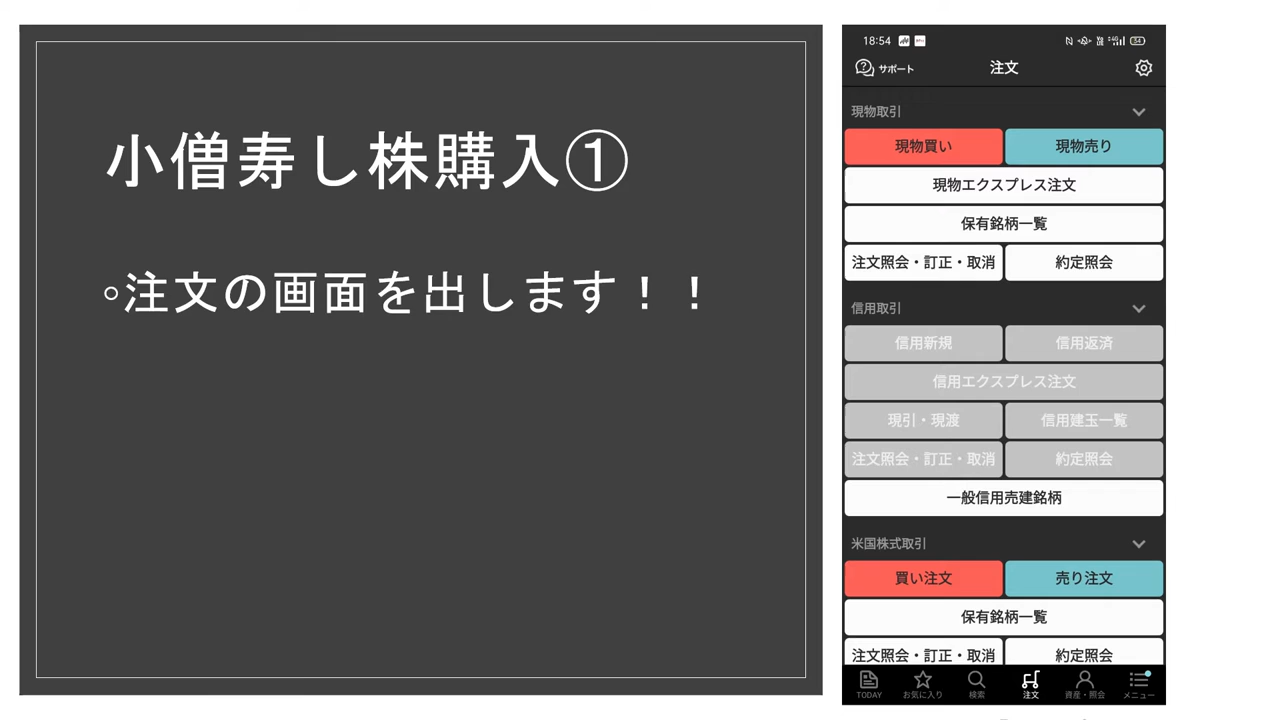 小僧寿し株購入①
◦注文の画面を出します！！
18:54
54
サポート
注文
現物取引
現物買い
現物売り
現物エクスプレス注文
保有銘柄一覧
注文照会・訂正・取消
約定照会
信用取引
信用新規
信用返済
信用エクスプレス注文
現引・現渡
信用建玉一覧
注文照会・訂正・取消
約定照会
一般信用売建銘柄
米国株式取引
買い注文
売り注文
保有銘柄一覧
注文照会・訂正・取消
約定照会
TODAY
お気に入り
検索
注文
資産・照会
メニュー